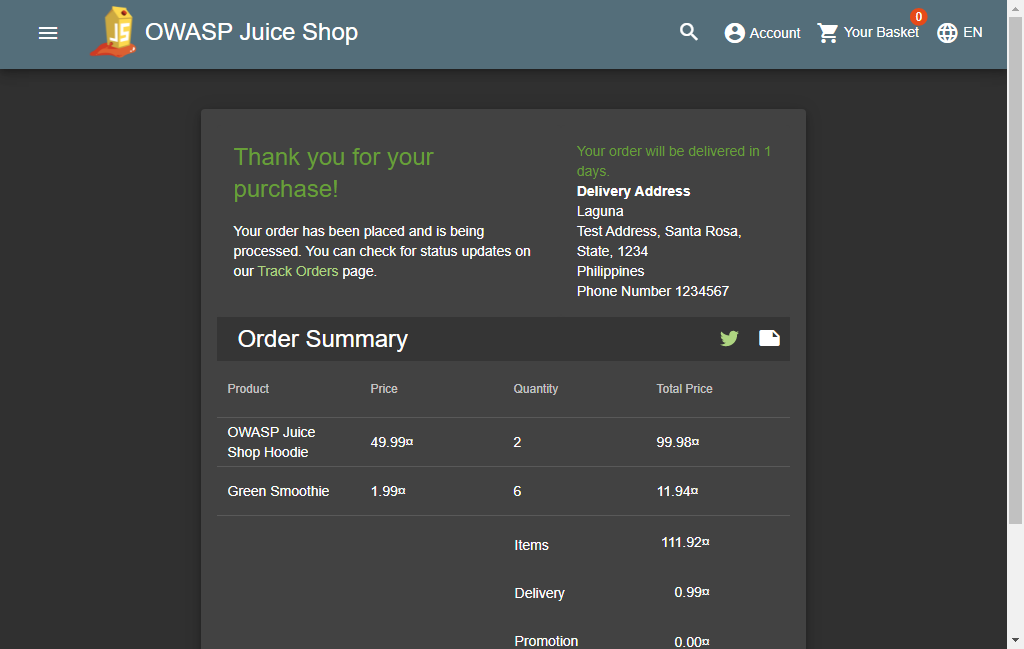 JS
OWASP Juice Shop
Account
0
Your Basket
EN
Thank you for your
purchase!
Your order has been placed and is being
processed. You can check for status updates on
our Track Orders page.
Your order will be delivered in 1
days.
Delivery Address
Laguna
Test Address, Santa Rosa,
State, 1234
Philippines
Phone Number 1234567
Order Summary
Product Price Quantity Total Price
OWASP Juice
Shop Hoodie
49.99¤ 2 99.98¤
Green Smoothie 1.99¤ 6 11.94¤
Items 111.92¤
Delivery 0.99¤
Promotion 0.00¤